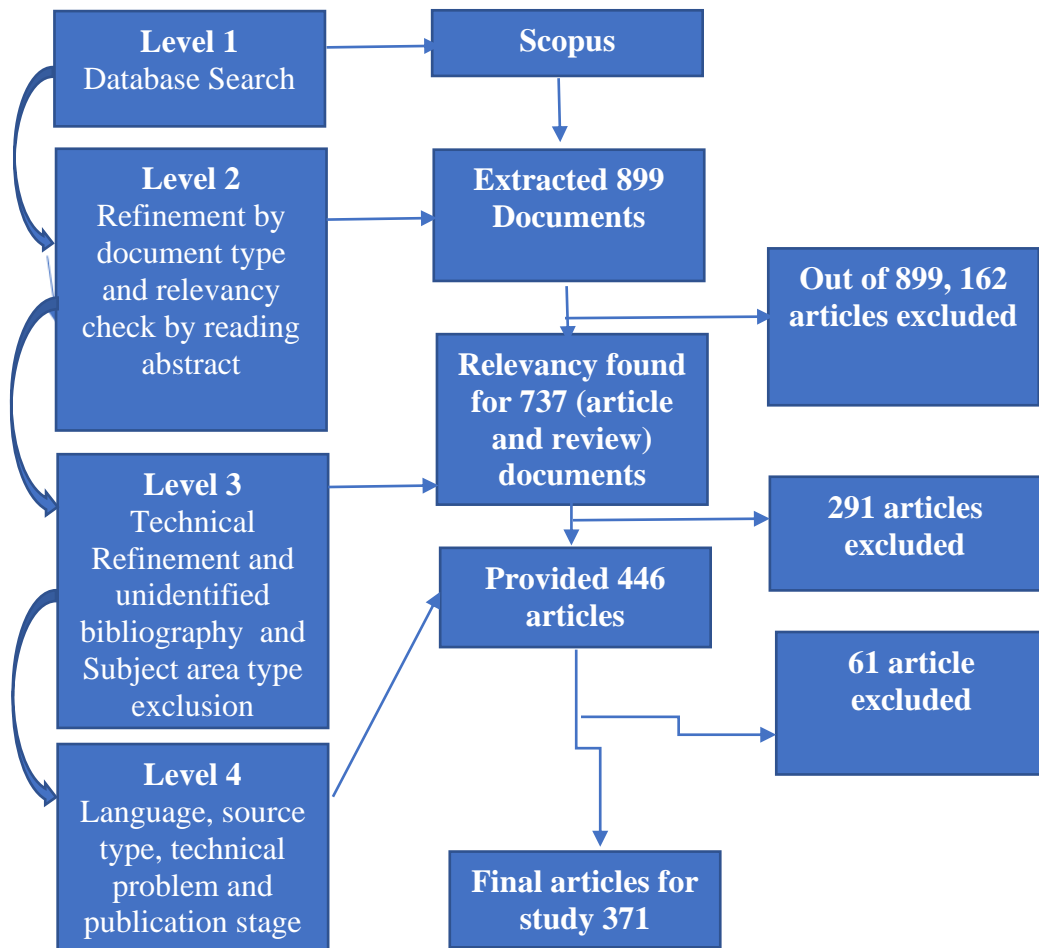 Level 1
Database Search
Scopus
Level 2
Refinement by
document type
and relevancy
check by reading
abstract
Extracted 899
Documents
Out of 899, 162
articles excluded
Relevancy found
for 737 (article
and review)
documents
Level 3
Technical
Refinement and
unidentified
bibliography and
Subject area type
exclusion
291 articles
excluded
Provided 446
articles
61 article
excluded
Level 4
Language, source
type, technical
problem and
publication stage
Final articles for
study 371